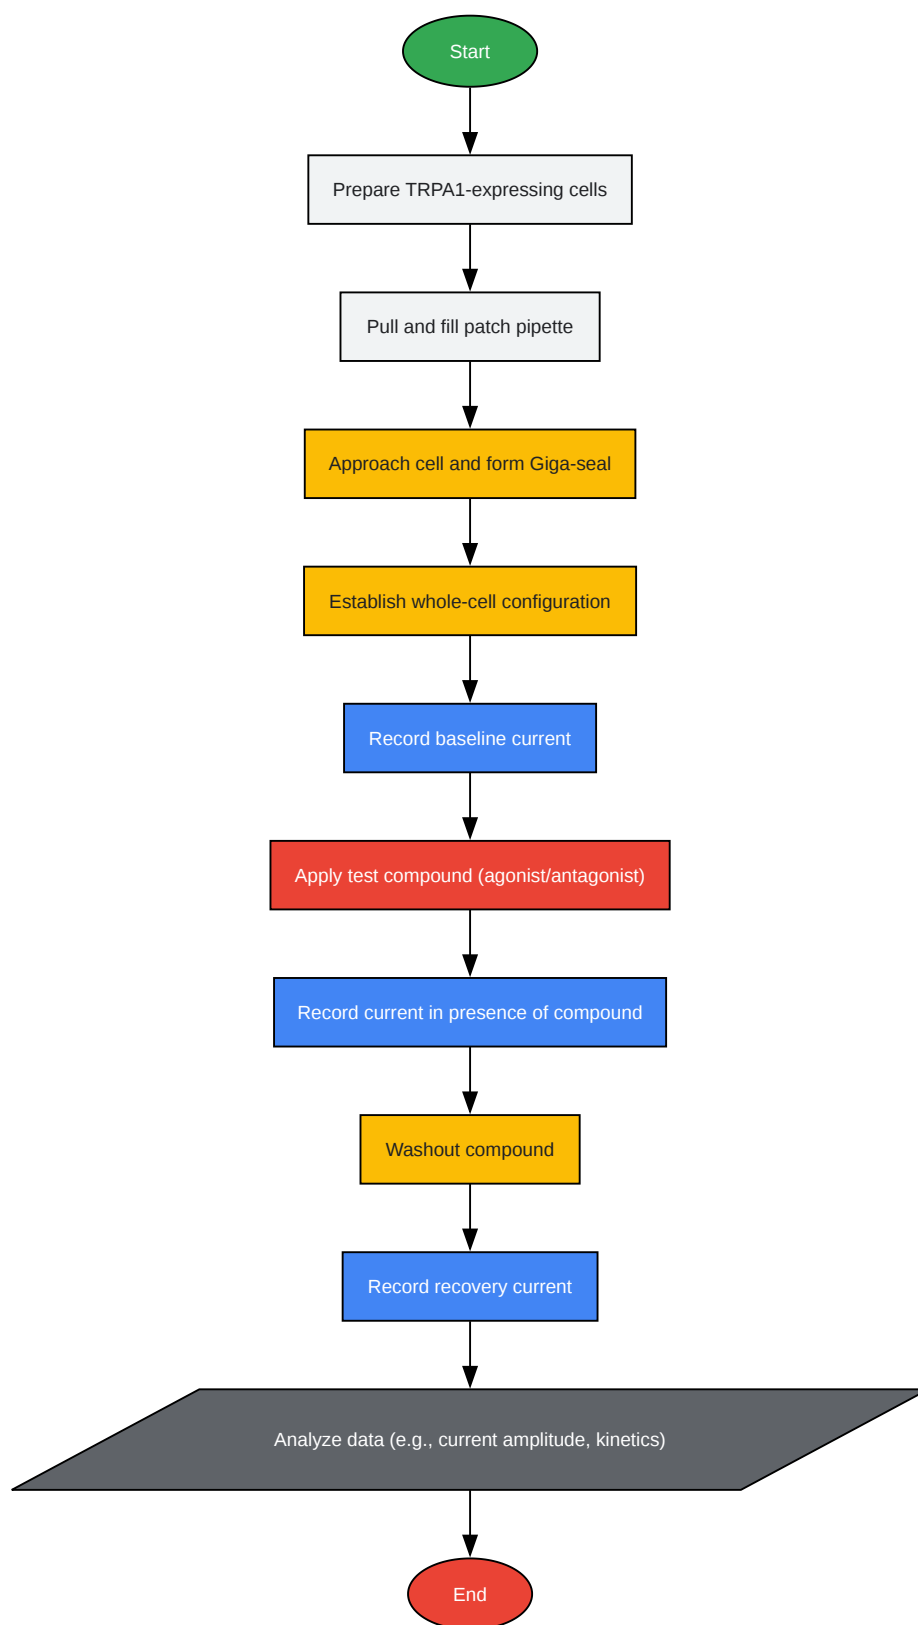 Start
Prepare TRPA1-expressing cells
Pull and fill patch pipette
Approach cell and form Giga-seal
Establish whole-cell configuration
Record baseline current
Apply test compound (agonist/antagonist)
Record current in presence of compound
Washout compound
Record recovery current
Analyze data (e.g., current amplitude, kinetics)
End